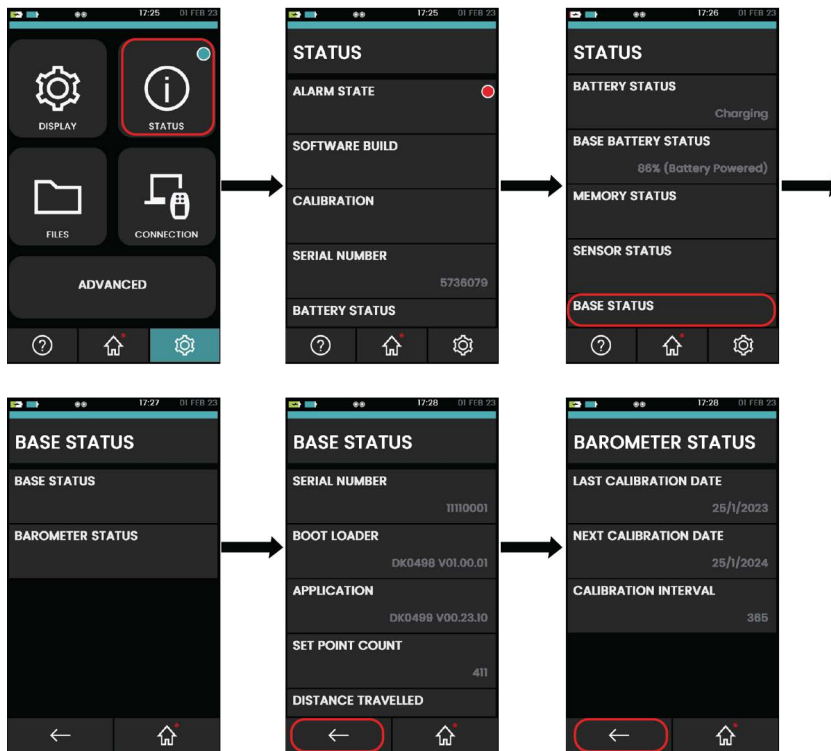 17:25 01 FEB 23
DISPLAY
STATUS
FILES
CONNECTION
ADVANCED
17:25 01 FEB 23
STATUS
ALARM STATE
SOFTWARE BUILD
CALIBRATION
SERIAL NUMBER
5736079
BATTERY STATUS
17:26 01 FEB 23
STATUS
BATTERY STATUS
Charging
BASE BATTERY STATUS
86% (Battery Powered)
MEMORY STATUS
SENSOR STATUS
BASE STATUS
17:27 01 FEB 23
BASE STATUS
BASE STATUS
BAROMETER STATUS
17:28 01 FEB 23
BASE STATUS
SERIAL NUMBER
11110001
BOOT LOADER
DK0498 V01.00.01
APPLICATION
DK0499 V00.23.10
SET POINT COUNT
411
DISTANCE TRAVELLED
17:28 01 FEB 23
BAROMETER STATUS
LAST CALIBRATION DATE
25/1/2023
NEXT CALIBRATION DATE
25/1/2024
CALIBRATION INTERVAL
365